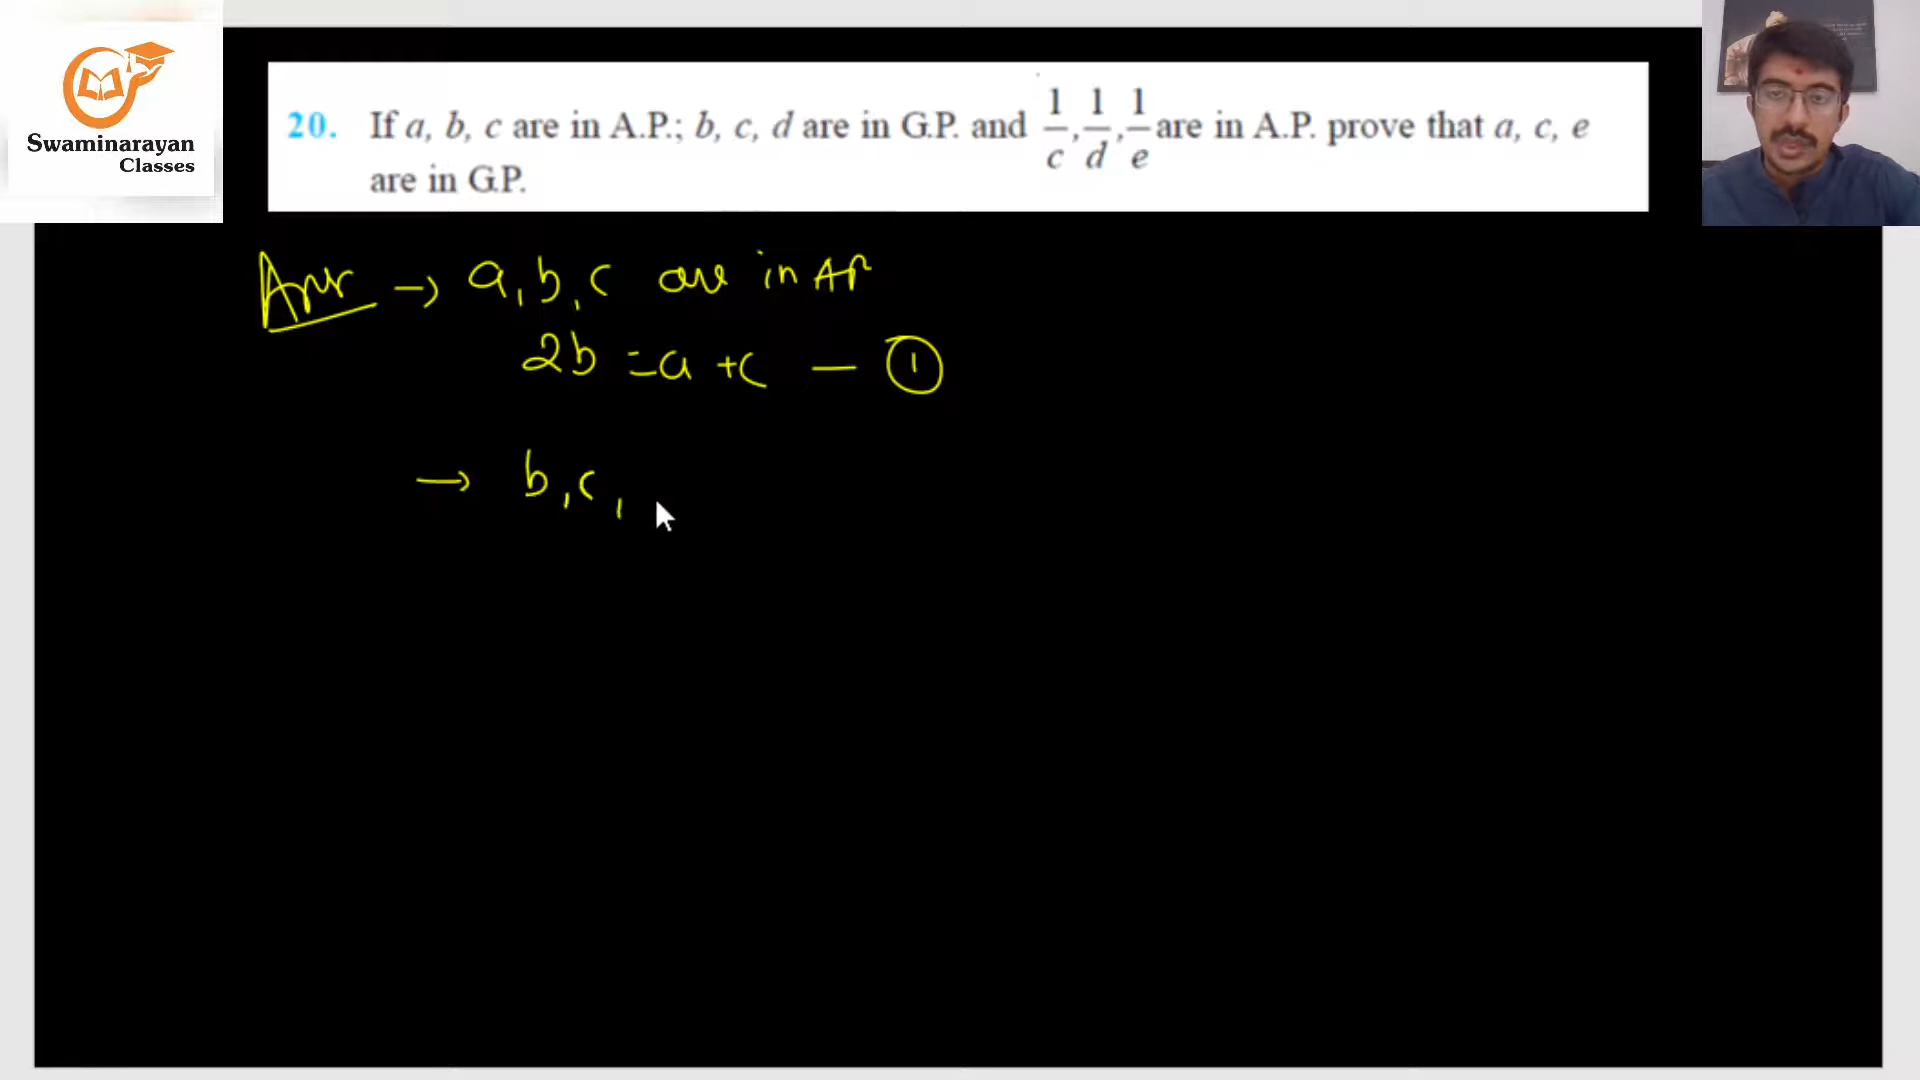 Swaminarayan
Classes
20. If a, b, c are in A.P.; b, c, d are in G.P. and 1/c, 1/d, 1/e are in A.P. prove that a, c, e
are in G.P.
Ans → a, b, c are in AP
2b = a + c — ①
→ b, c,